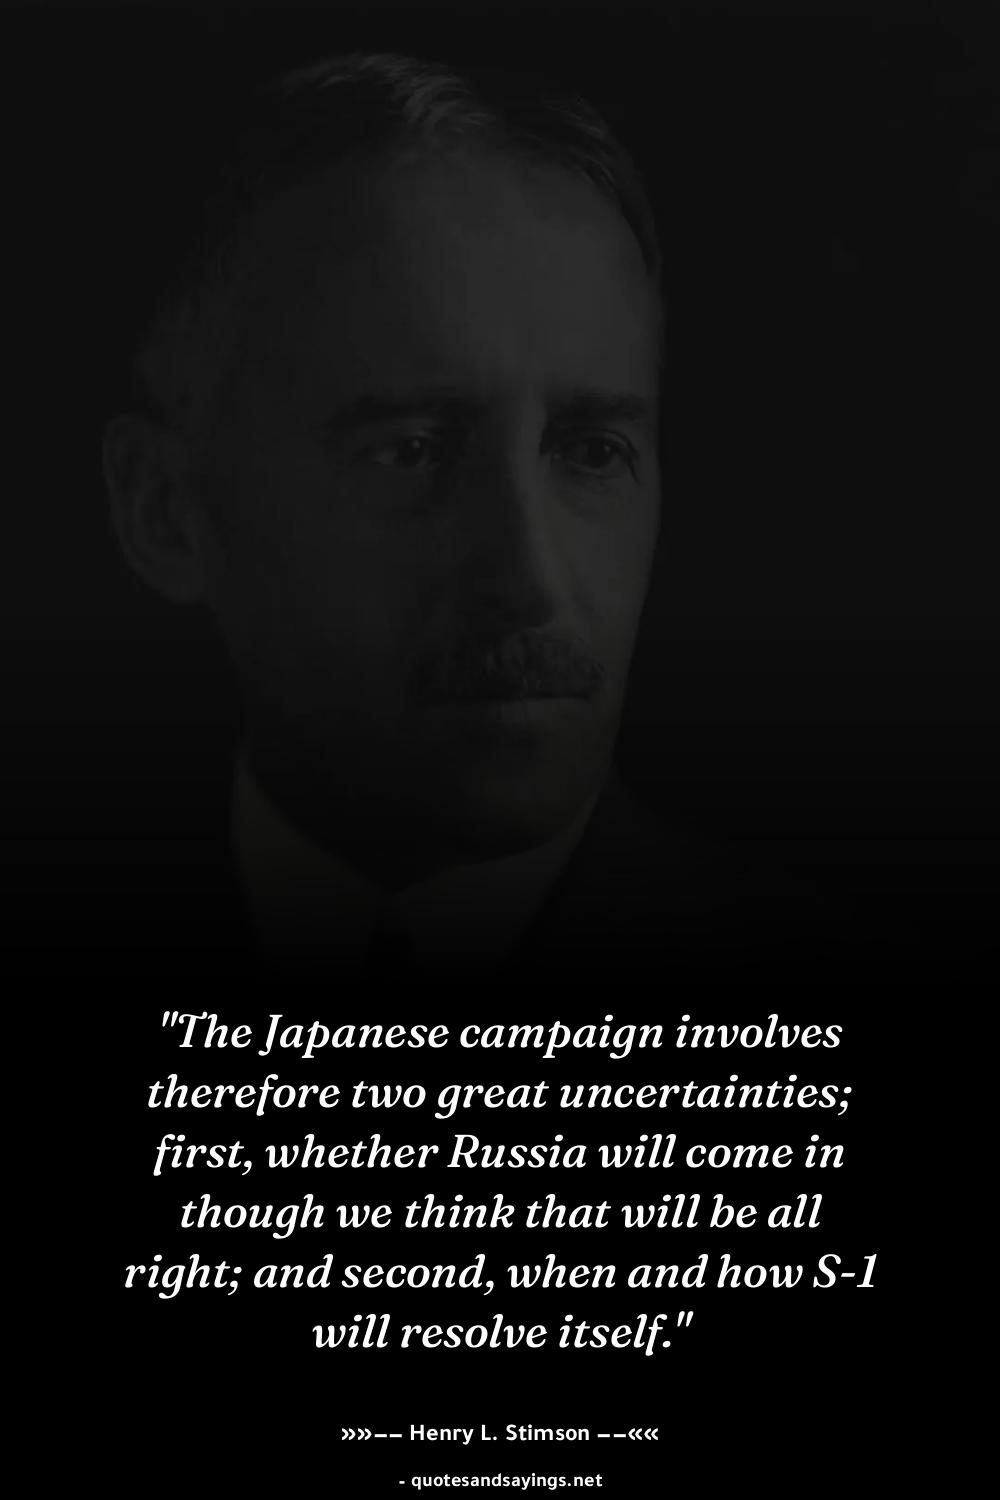 "The Japanese campaign involves
therefore two great uncertainties;
first, whether Russia will come in
though we think that will be all
right; and second, when and how S-1
will resolve itself."
»»–– Henry L. Stimson ––««
- quotesandsayings.net